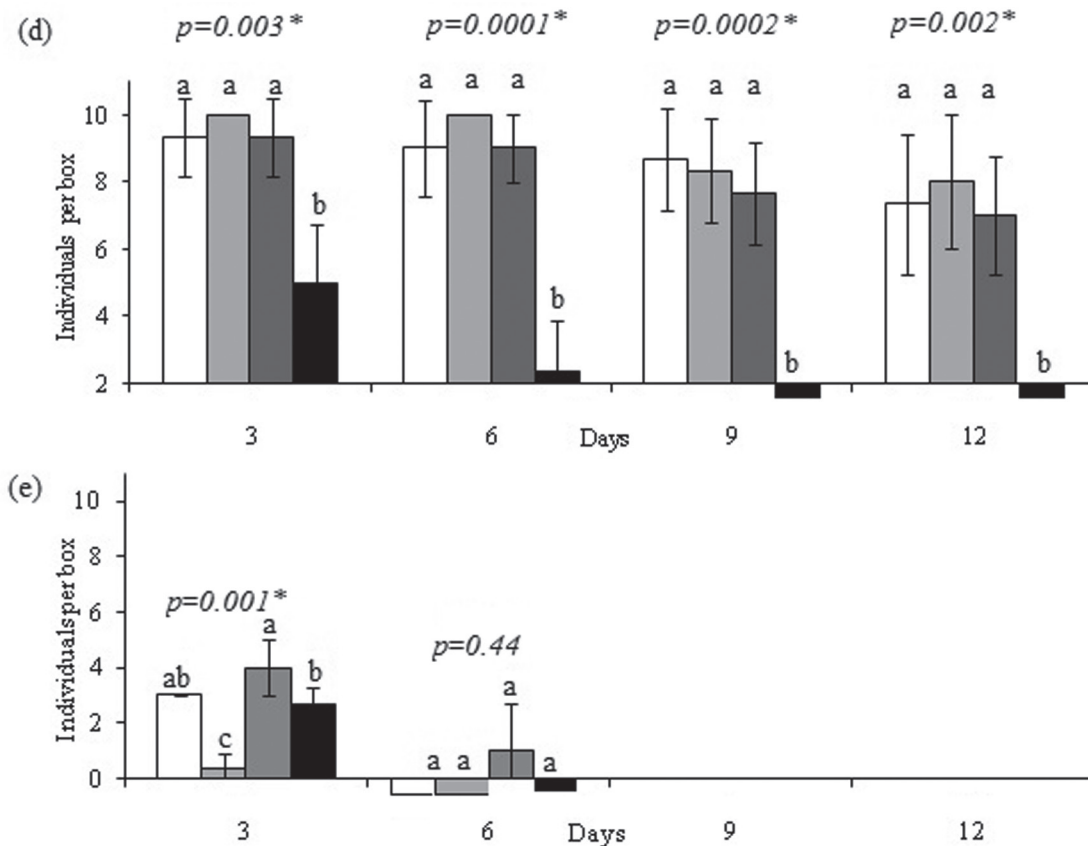 (d)
p=0.003 * p=0.0001 * p=0.0002 * p=0.002 *
a a a b a a a b a a a b a a a b
10
8
6
4
2
Individuals per box
3 6 Days 9 12
(e)
10
8
6
4
2
0
Individuals per box
p=0.001 * p=0.44
ab c a b a a a a
3 6 Days 9 12